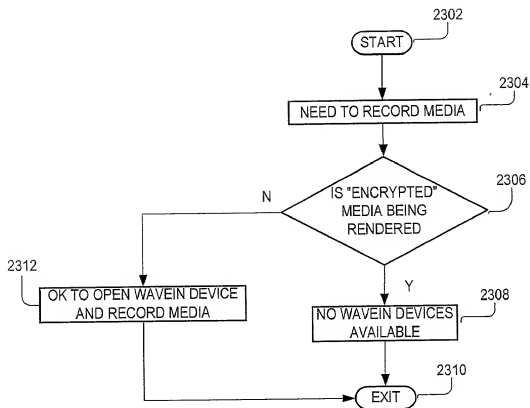 2302
START
2304
NEED TO RECORD MEDIA
2306
IS "ENCRYPTED"
MEDIA BEING
RENDERED
N
Y
2312
OK TO OPEN WAVEIN DEVICE
AND RECORD MEDIA
2308
NO WAVEIN DEVICES
AVAILABLE
2310
EXIT